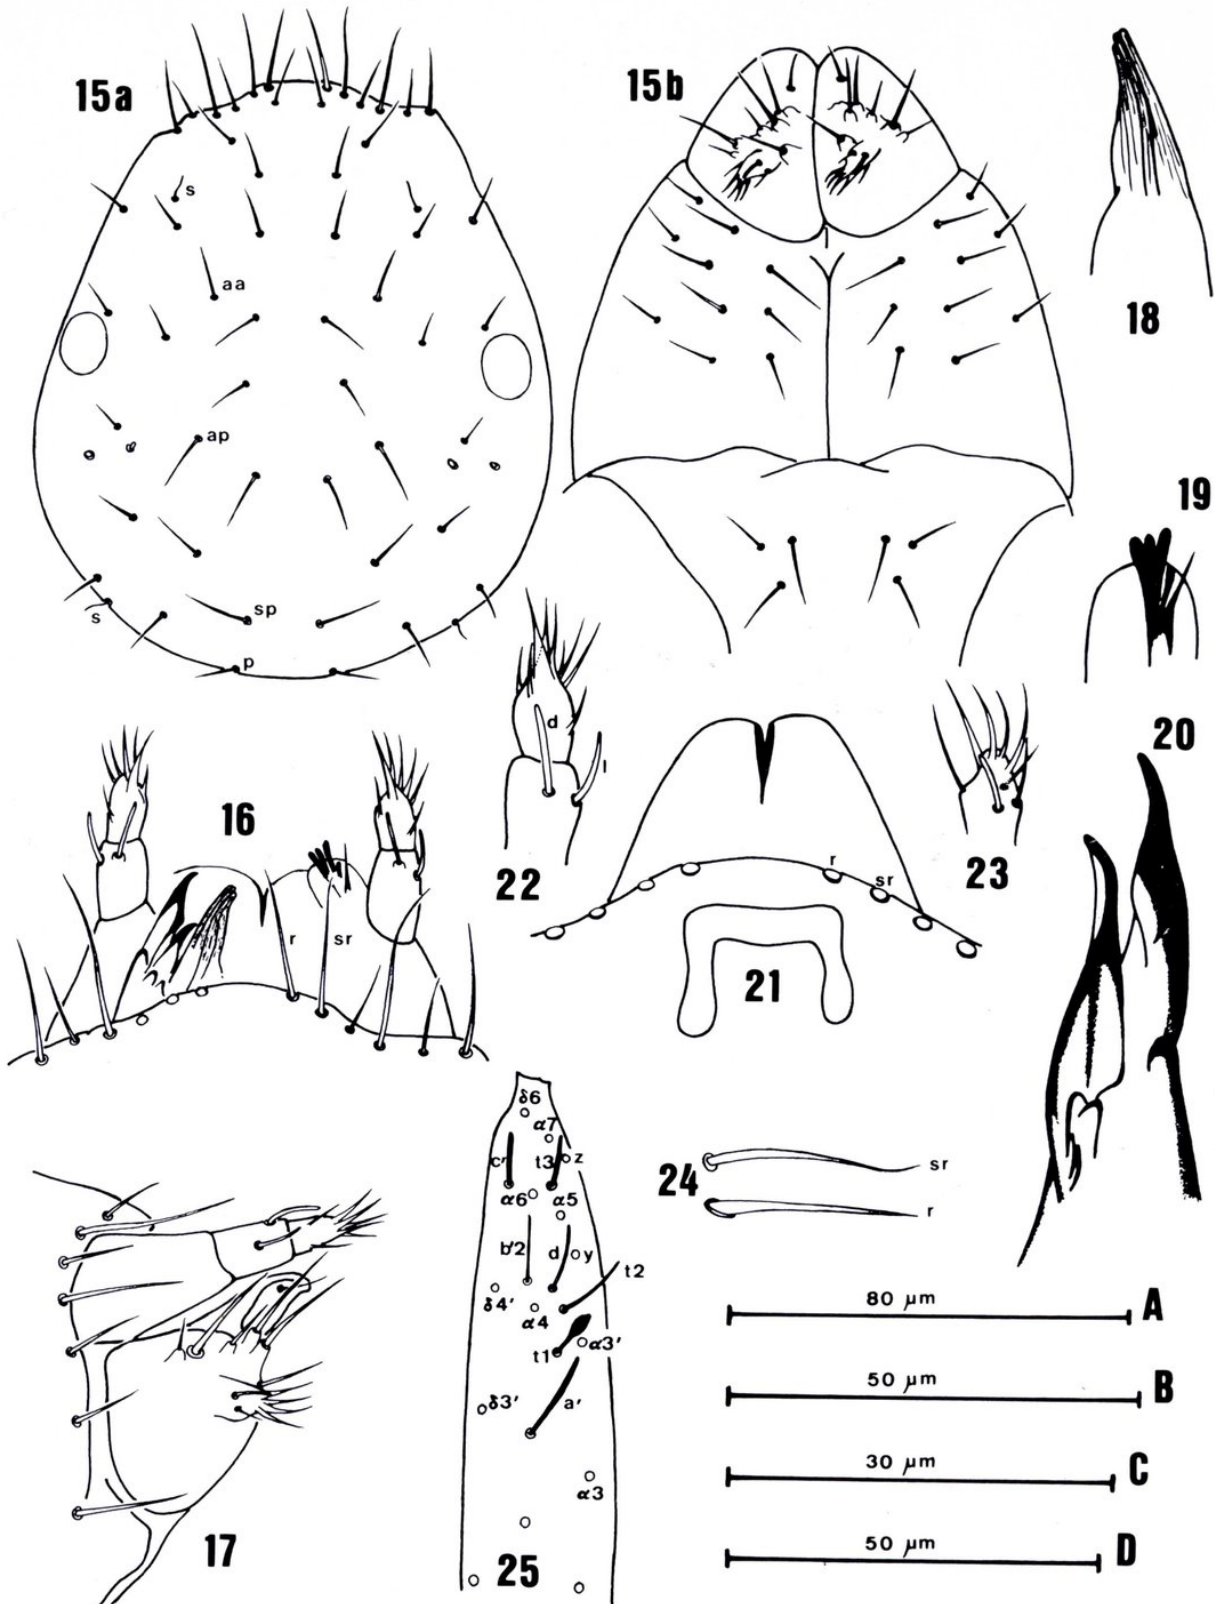 15a
s
aa
ap
s
sp
p
15b
18
19
20
16
r
sr
22
d
l
23
21
r
sr
17
24
sr
r
25
δ6
α7
c'
t3
z
α6
α5
b'2
d
y
t2
δ4'
α4
t1
α3'
δ3'
a'
α3
80 µm A
50 µm B
30 µm C
50 µm D